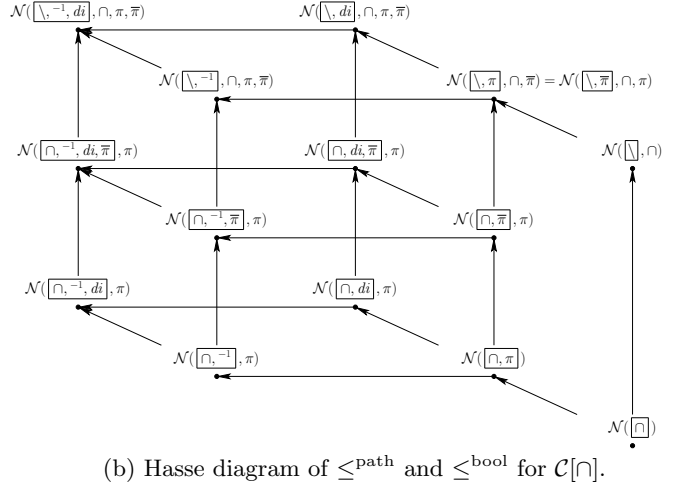 𝒩(\, ⁻¹, di, ∩, π, π̅) 𝒩(\, di, ∩, π, π̅)
𝒩(\, ⁻¹, ∩, π, π̅) 𝒩(\, π, ∩, π̅) = 𝒩(\, π̅, ∩, π)
𝒩(∩, ⁻¹, di, π̅, π) 𝒩(∩, di, π̅, π) 𝒩(\, ∩)
𝒩(∩, ⁻¹, π̅, π) 𝒩(∩, π̅, π)
𝒩(∩, ⁻¹, di, π) 𝒩(∩, di, π)
𝒩(∩, ⁻¹, π) 𝒩(∩, π)
𝒩(∩)
(b) Hasse diagram of ≤ᵖᵃᵗʰ and ≤ᵇᵒᵒˡ for 𝒞[∩].